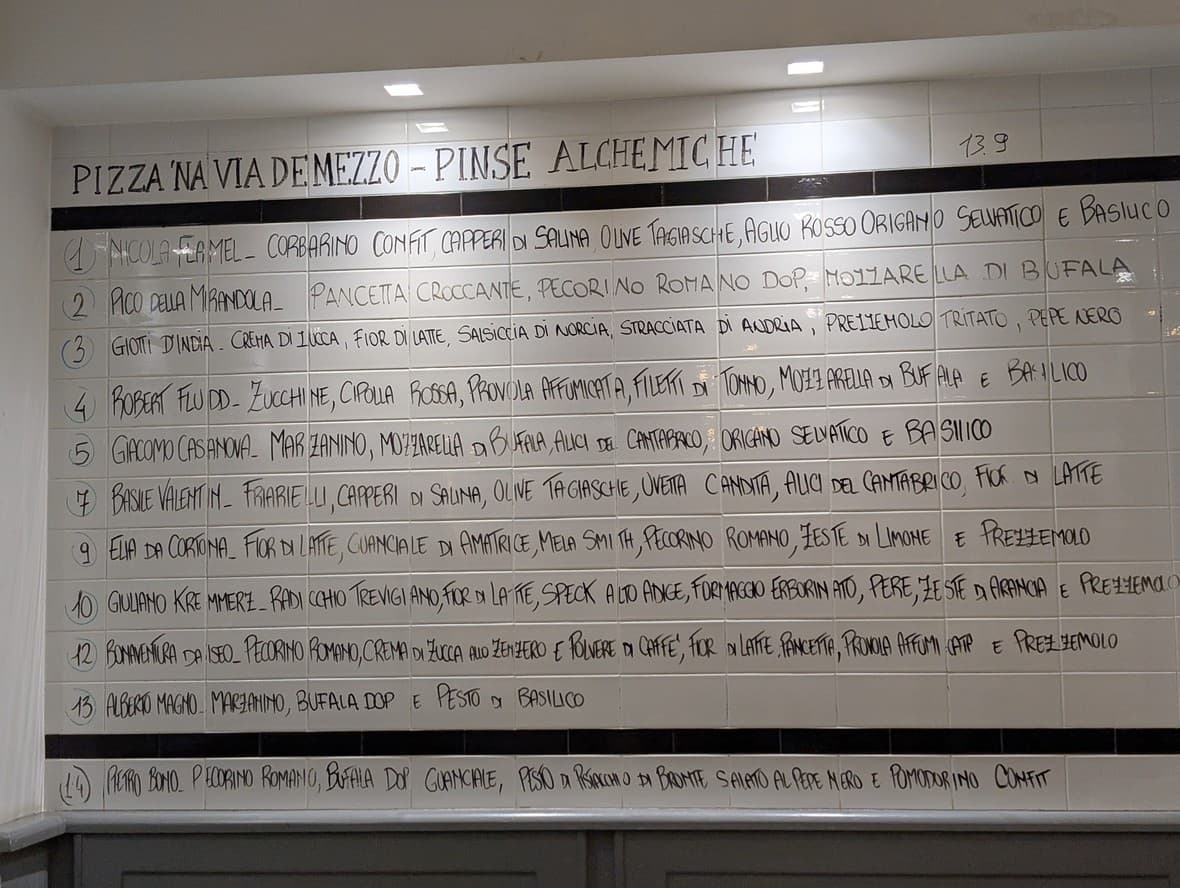 PIZZA 'NA VIA DE MEZZO - PINSE ALCHEMICHE' 13.9
1 NICOLA FLAMEL_ CORBARINO CONFIT, CAPPERI DI SALINA, OLIVE TAGIASCHE, AGLIO ROSSO ORIGANO SELVATICO E BASILICO
2 PICO DELLA MIRANDOLA_ PANCETTA CROCCANTE, PECORINO ROMANO DOP, MOZZARELLA DI BUFALA
3 GIOTTI D'INDIA - CREMA DI ZUCCA, FIOR DI LATTE, SALSICCIA DI NORCIA, STRACCIATA DI ANDRIA, PREZZEMOLO TRITATO, PEPE NERO
4 ROBERT FLUDD_ ZUCCHINE, CIPOLLA ROSSA, PROVOLA AFFUMICATA, FILETTI DI TONNO, MOZZARELLA DI BUFALA E BASILICO
5 GIACOMO CASANOVA_ MARZANINO, MOZZARELLA DI BUFALA, ALICI DEL CANTABRICO, ORIGANO SELVATICO E BASILICO
7 BASILE VALENTIN_ FRIARIELLI, CAPPERI DI SALINA, OLIVE TAGIASCHE, UVETTA CANDITA, ALICI DEL CANTABRICO, FIOR DI LATTE
9 ELIA DA CORTONA_ FIOR DI LATTE, GUANCIALE DI AMATRICE, MELA SMITH, PECORINO ROMANO, ZESTE DI LIMONE E PREZZEMOLO
10 GIULIANO KREMMERZ_ RADICCHIO TREVIGIANO, FIOR DI LATTE, SPECK ALTO ADIGE, FORMAGGIO ERBORINATO, PERE, ZESTE DI ARANCIA E PREZZEMOLO
12 BONAVENTURA DA ISEO_ PECORINO ROMANO, CREMA DI ZUCCA ALLO ZENZERO E POLVERE DI CAFFE', FIOR DI LATTE, PANCETTA, PROVOLA AFFUMICATA E PREZZEMOLO
13 ALBERTO MAGNO_ MARZANINO, BUFALA DOP E PESTO DI BASILICO
(14) PIETRO BONO_ PECORINO ROMANO, BUFALA DOP GUANCIALE, PESTO DI PISTACCHIO DI BRONTE SALATO AL PEPE NERO E POMODORINO CONFIT